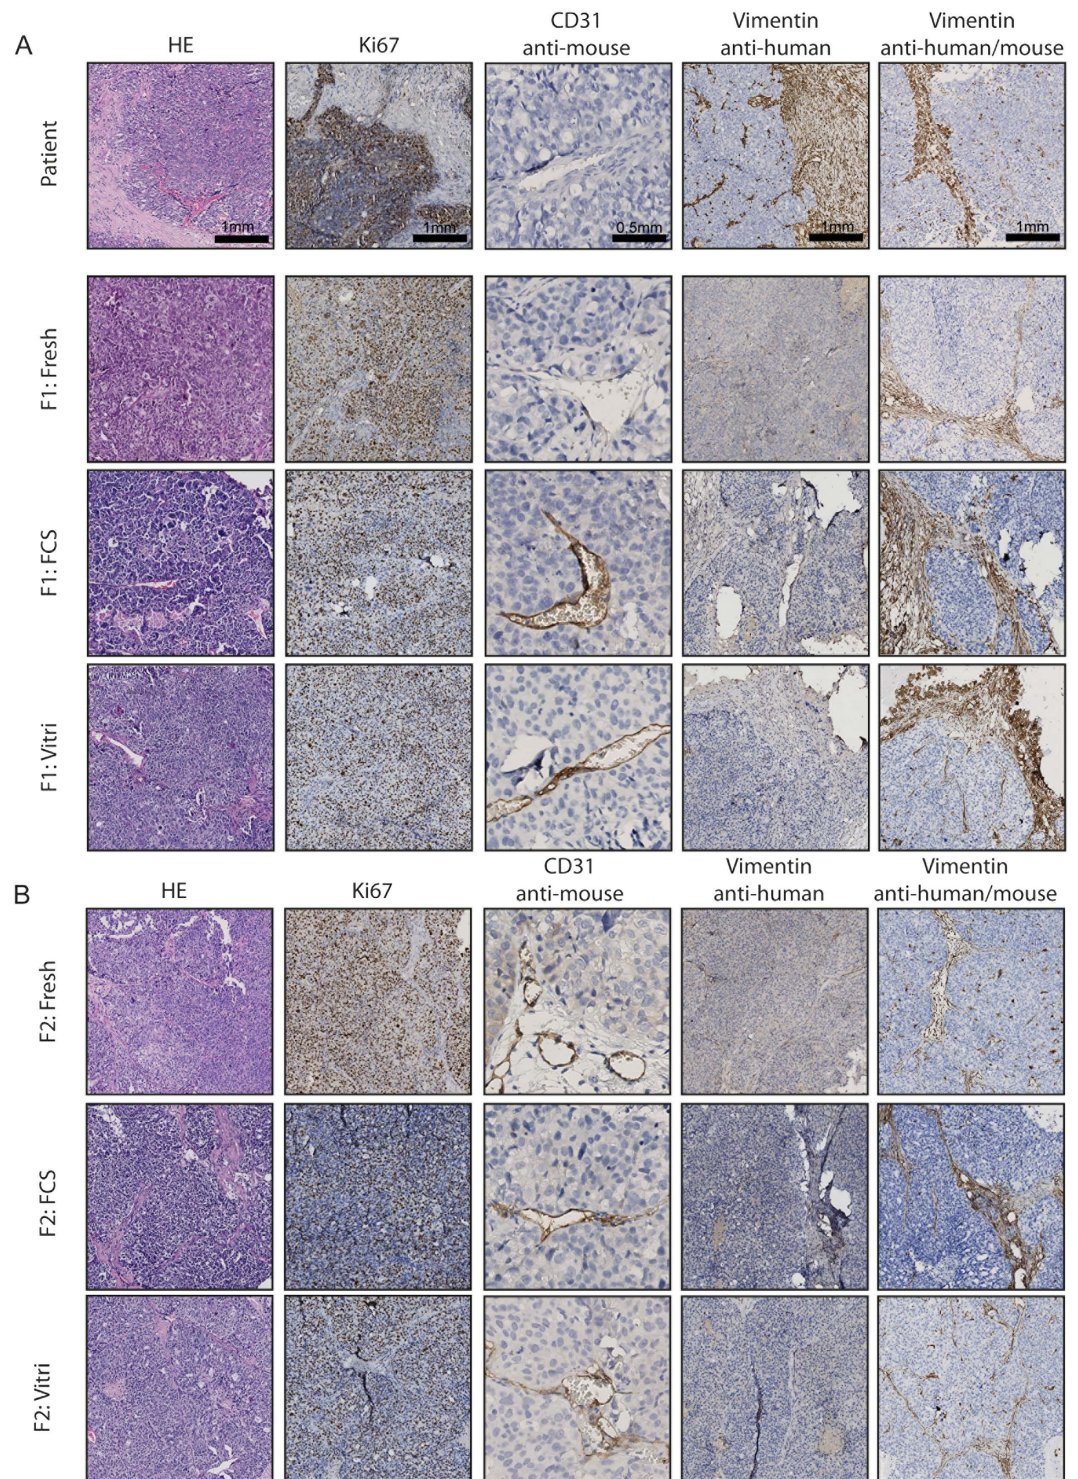 A
HE
Ki67
CD31
anti-mouse
Vimentin
anti-human
Vimentin
anti-human/mouse
Patient
1mm
1mm
0.5mm
1mm
1mm
F1: Fresh
F1: FCS
F1: Vitri
B
HE
Ki67
CD31
anti-mouse
Vimentin
anti-human
Vimentin
anti-human/mouse
F2: Fresh
F2: FCS
F2: Vitri